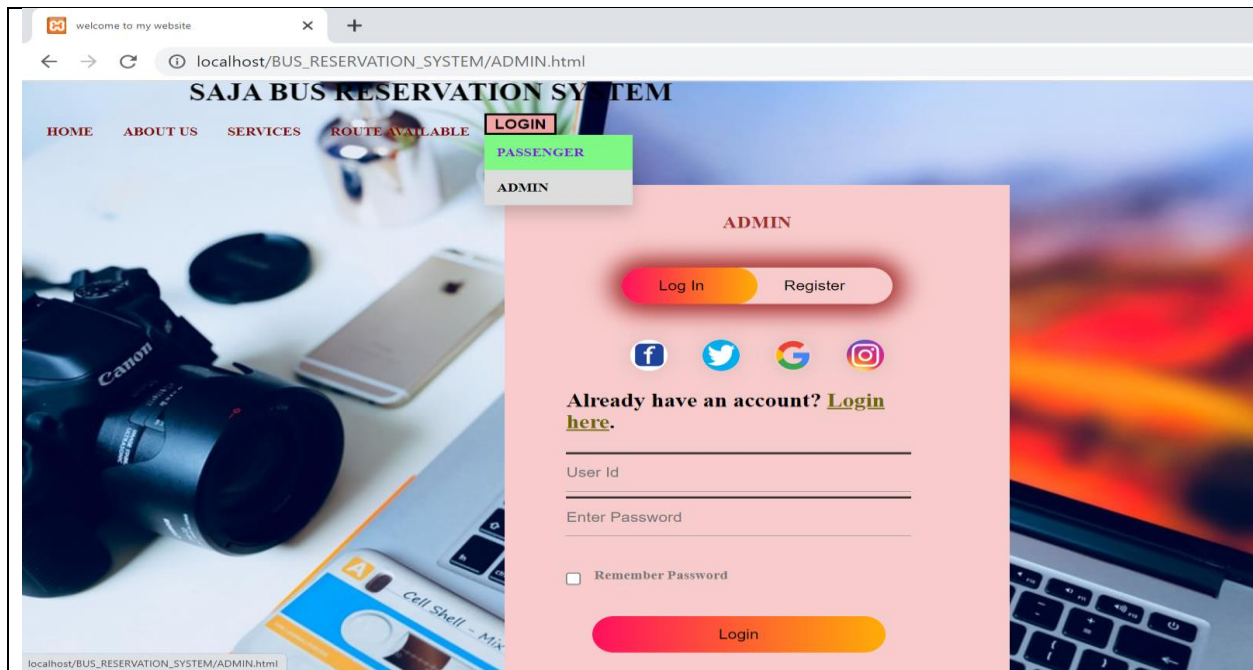 welcome to my website
localhost/BUS_RESERVATION_SYSTEM/ADMIN.html
SAJA BUS RESERVATION SYSTEM
HOME ABOUT US SERVICES ROUTE AVAILABLE LOGIN
PASSENGER
ADMIN
ADMIN
Log In Register
Already have an account? Login
here.
User Id
Enter Password
Remember Password
Login
Canon
A
Cell Shell - Mix
localhost/BUS_RESERVATION_SYSTEM/ADMIN.html